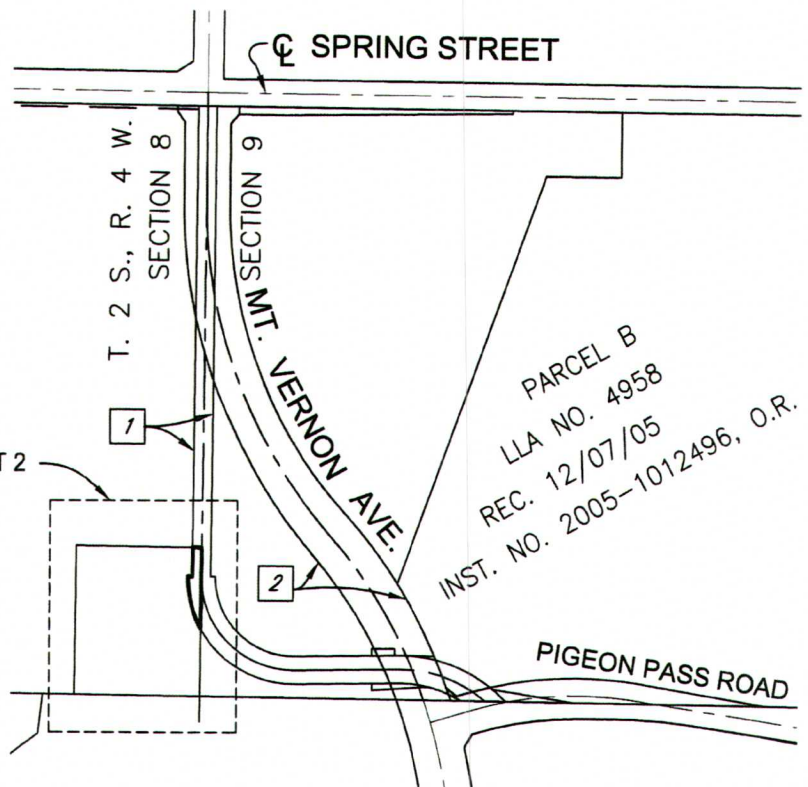 ℄ SPRING STREET
T. 2 S., R. 4 W.
SECTION 8
SECTION 9
MT. VERNON AVE.
PARCEL B
LLA NO. 4958
REC. 12/07/05
INST. NO. 2005-1012496, O.R.
1
T 2
2
PIGEON PASS ROAD